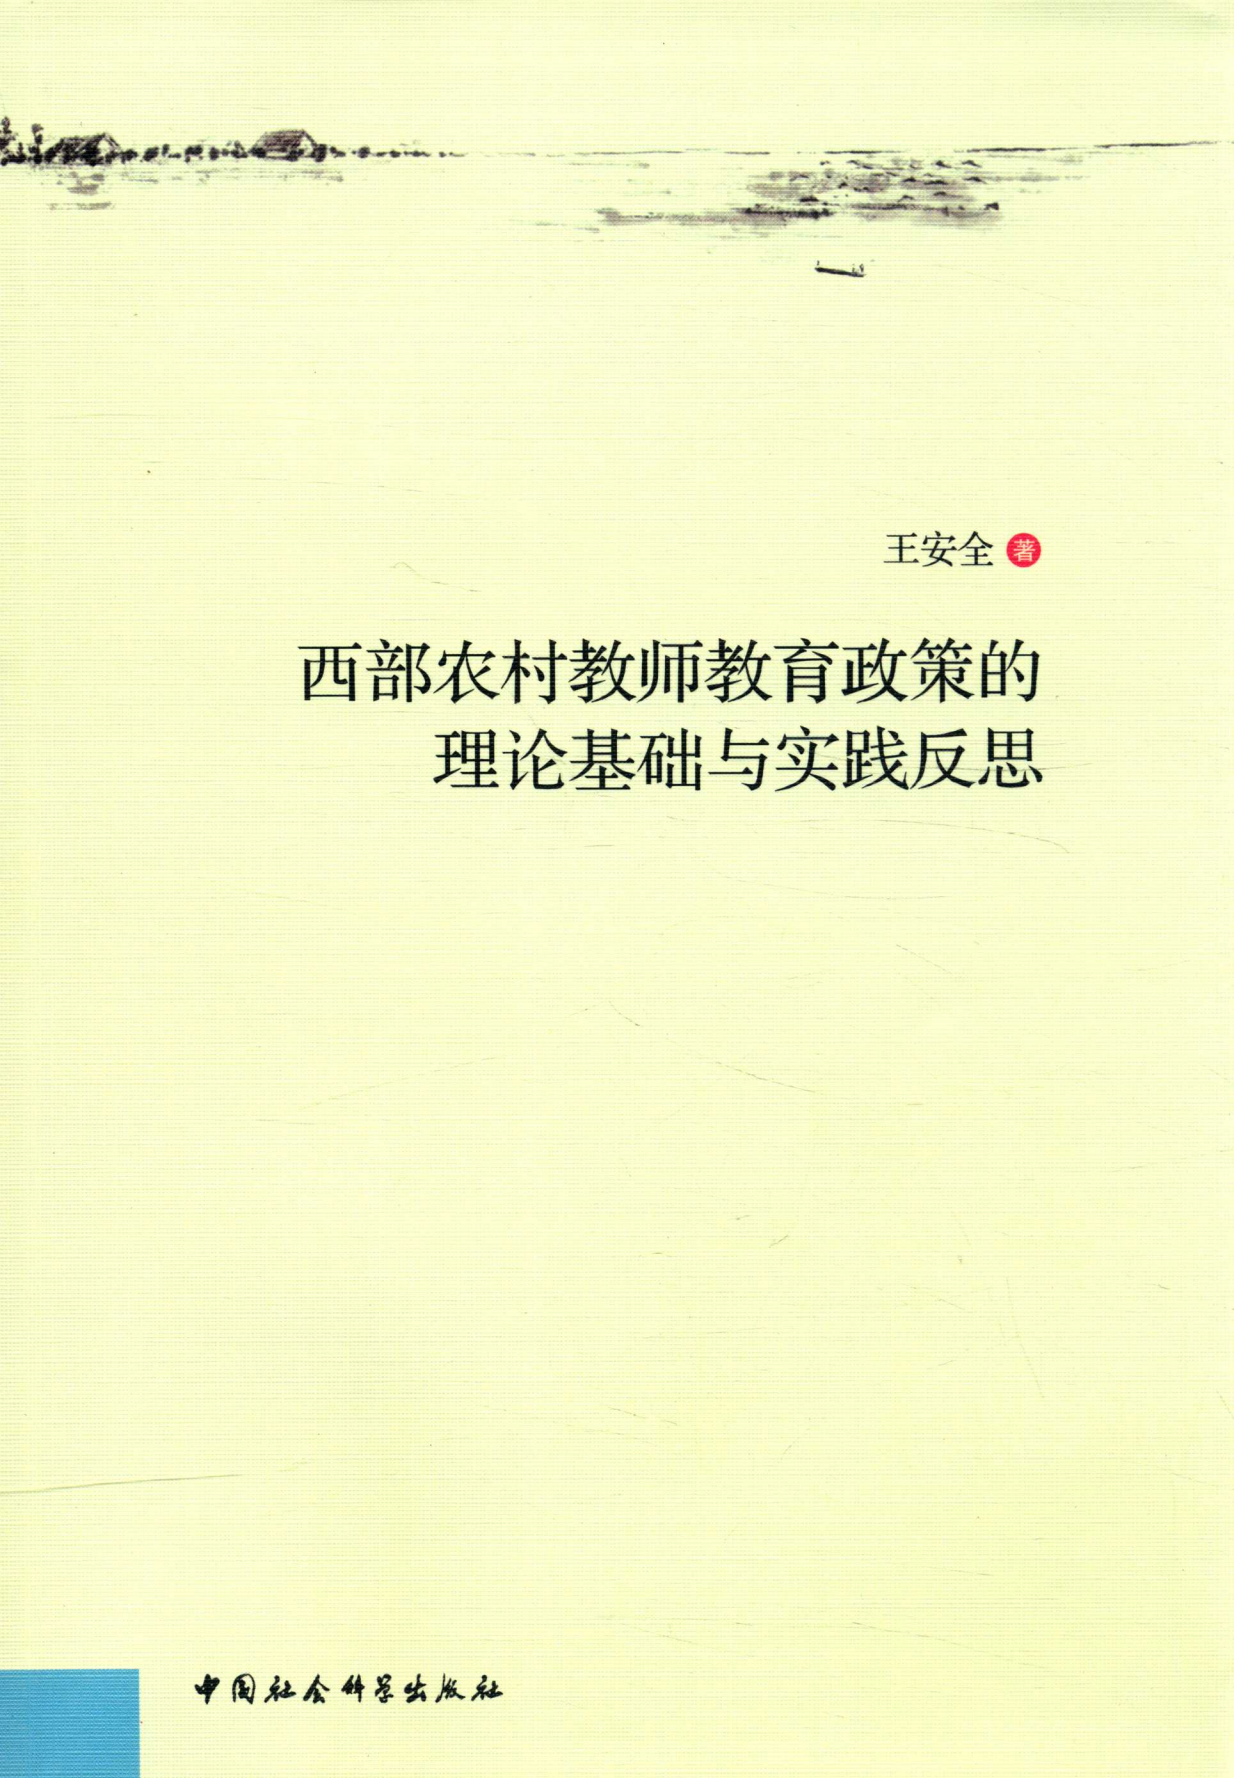 王安全 著
西部农村教师教育政策的
理论基础与实践反思
中国社会科学出版社